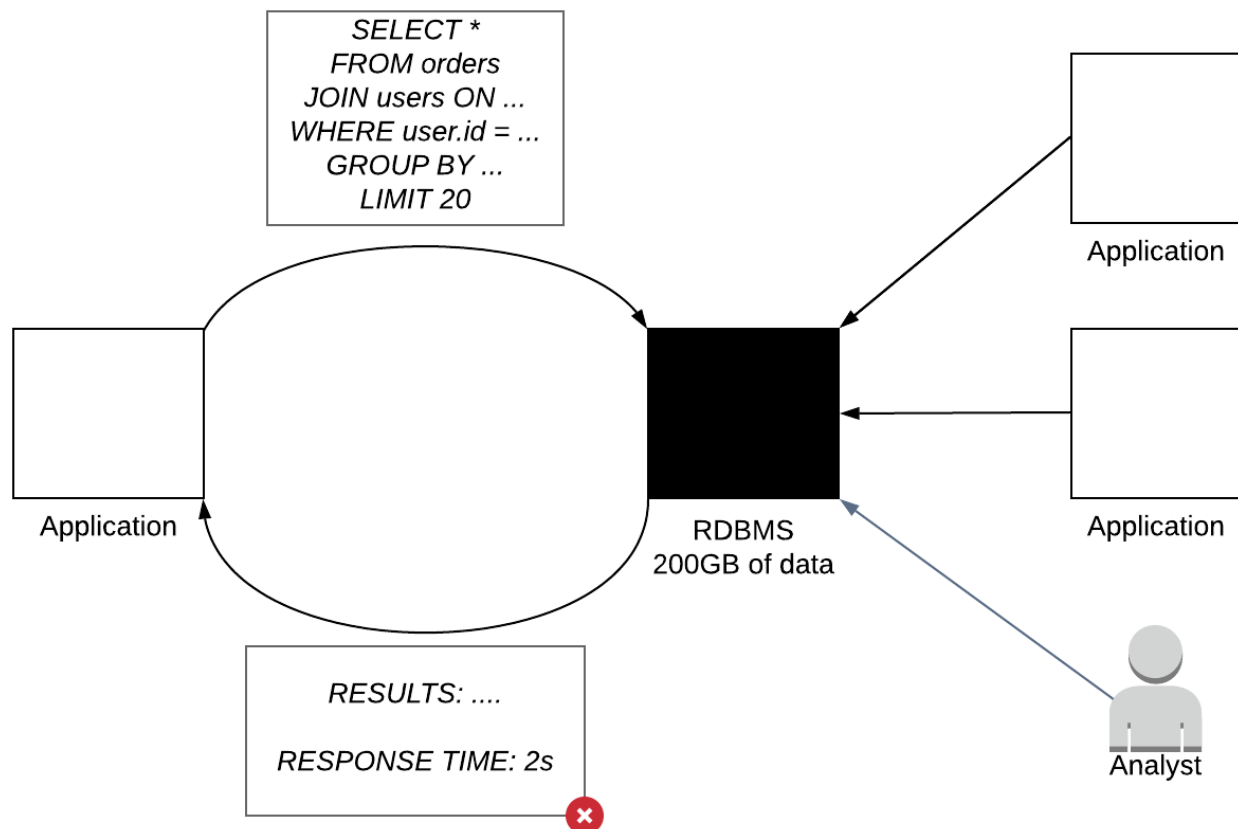 SELECT *
FROM orders
JOIN users ON ...
WHERE user.id = ...
GROUP BY ...
LIMIT 20
Application
Application
Application
RDBMS
200GB of data
RESULTS: ....
RESPONSE TIME: 2s
Analyst